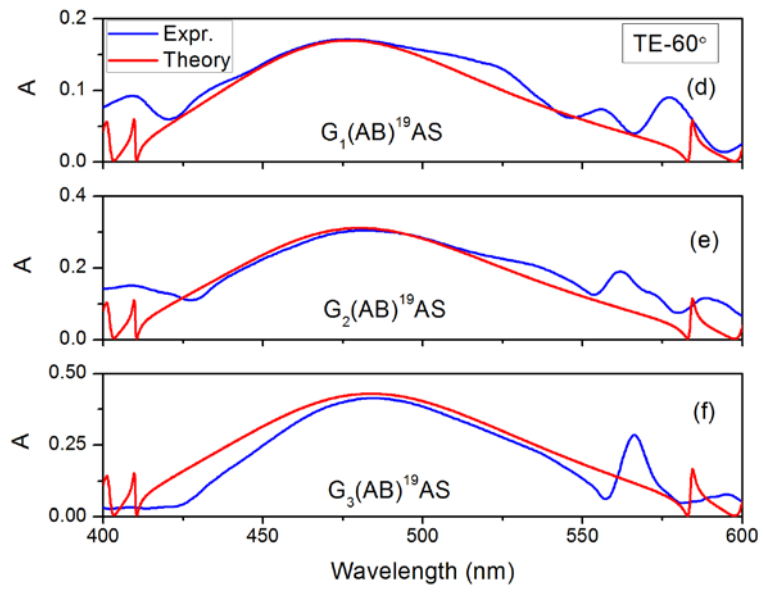 0.2
Expr.
Theory
TE-60°
A
0.1
(d)
G₁(AB)¹⁹AS
0.0
0.4
(e)
A
0.2
G₂(AB)¹⁹AS
0.0
0.50
(f)
A
0.25
G₃(AB)¹⁹AS
0.00
400 450 500 550 600
Wavelength (nm)